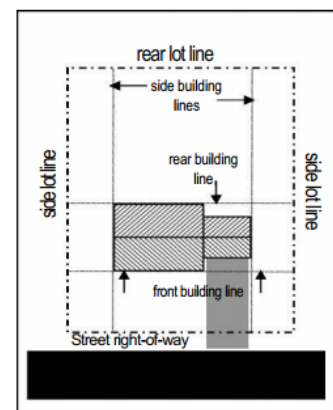 rear lot line
side building
lines
side lot line
rear building
line
side lot line
front building line
Street right-of-way